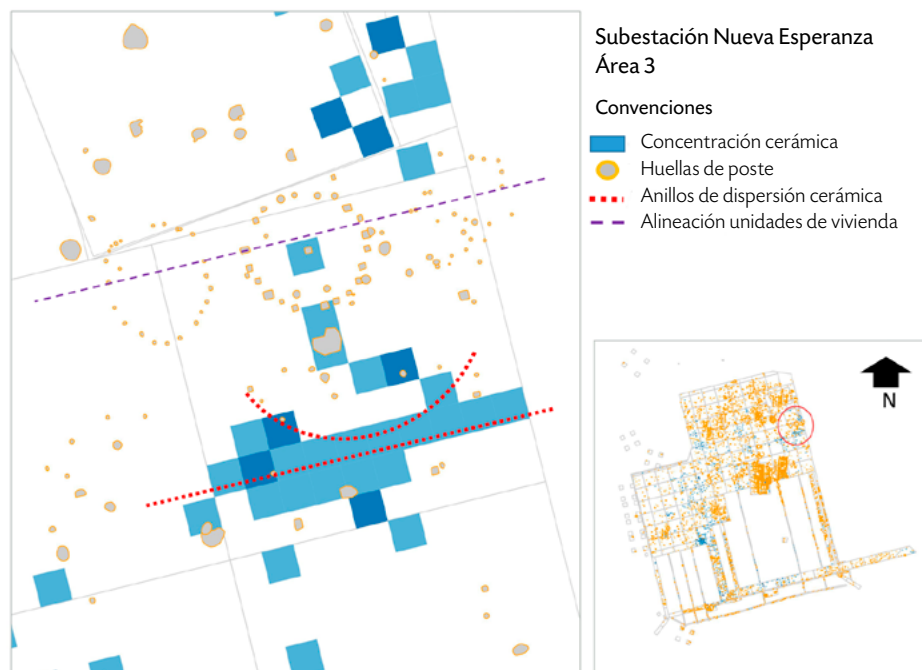 Subestación Nueva Esperanza
Área 3
Convenciones
Concentración cerámica
Huellas de poste
Anillos de dispersión cerámica
Alineación unidades de vivienda
N